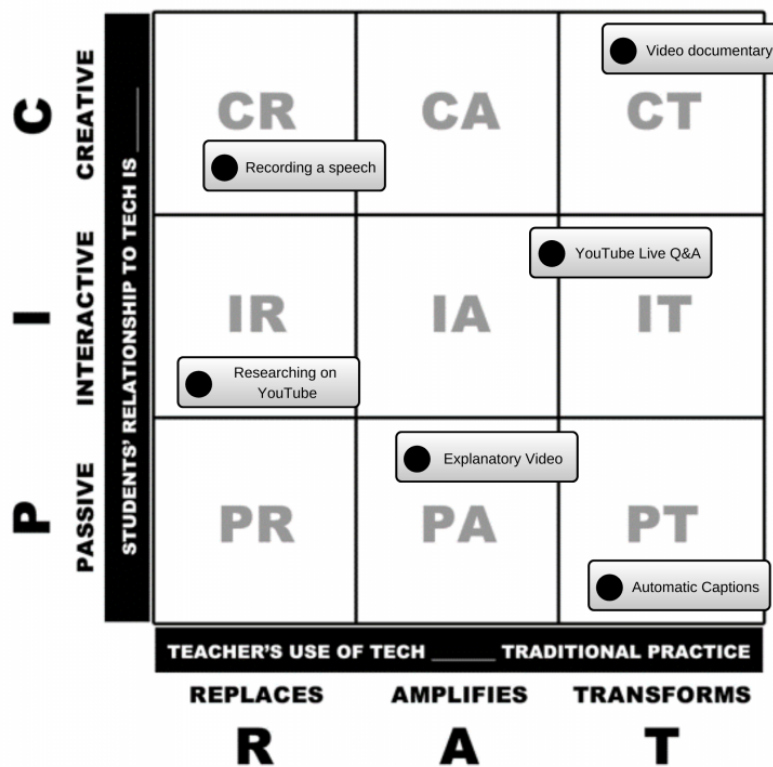 C
CREATIVE
I
INTERACTIVE
P
PASSIVE
STUDENTS' RELATIONSHIP TO TECH IS ______
CR
CA
CT
Video documentary
Recording a speech
IR
IA
IT
YouTube Live Q&A
Researching on
YouTube
PR
PA
PT
Explanatory Video
Automatic Captions
TEACHER'S USE OF TECH ______ TRADITIONAL PRACTICE
REPLACES
AMPLIFIES
TRANSFORMS
R
A
T